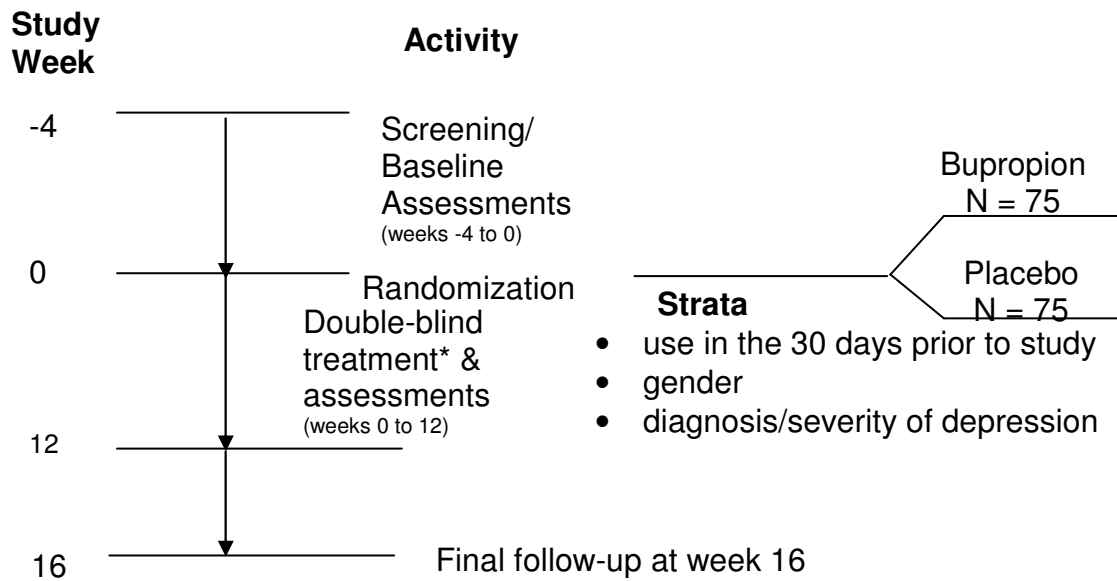 Study
Week
Activity
-4
Screening/
Baseline
Assessments
(weeks -4 to 0)
Bupropion
N = 75
0
Randomization
Placebo
N = 75
Strata
• use in the 30 days prior to study
• gender
• diagnosis/severity of depression
Double-blind
treatment* &
assessments
(weeks 0 to 12)
12
16
Final follow-up at week 16